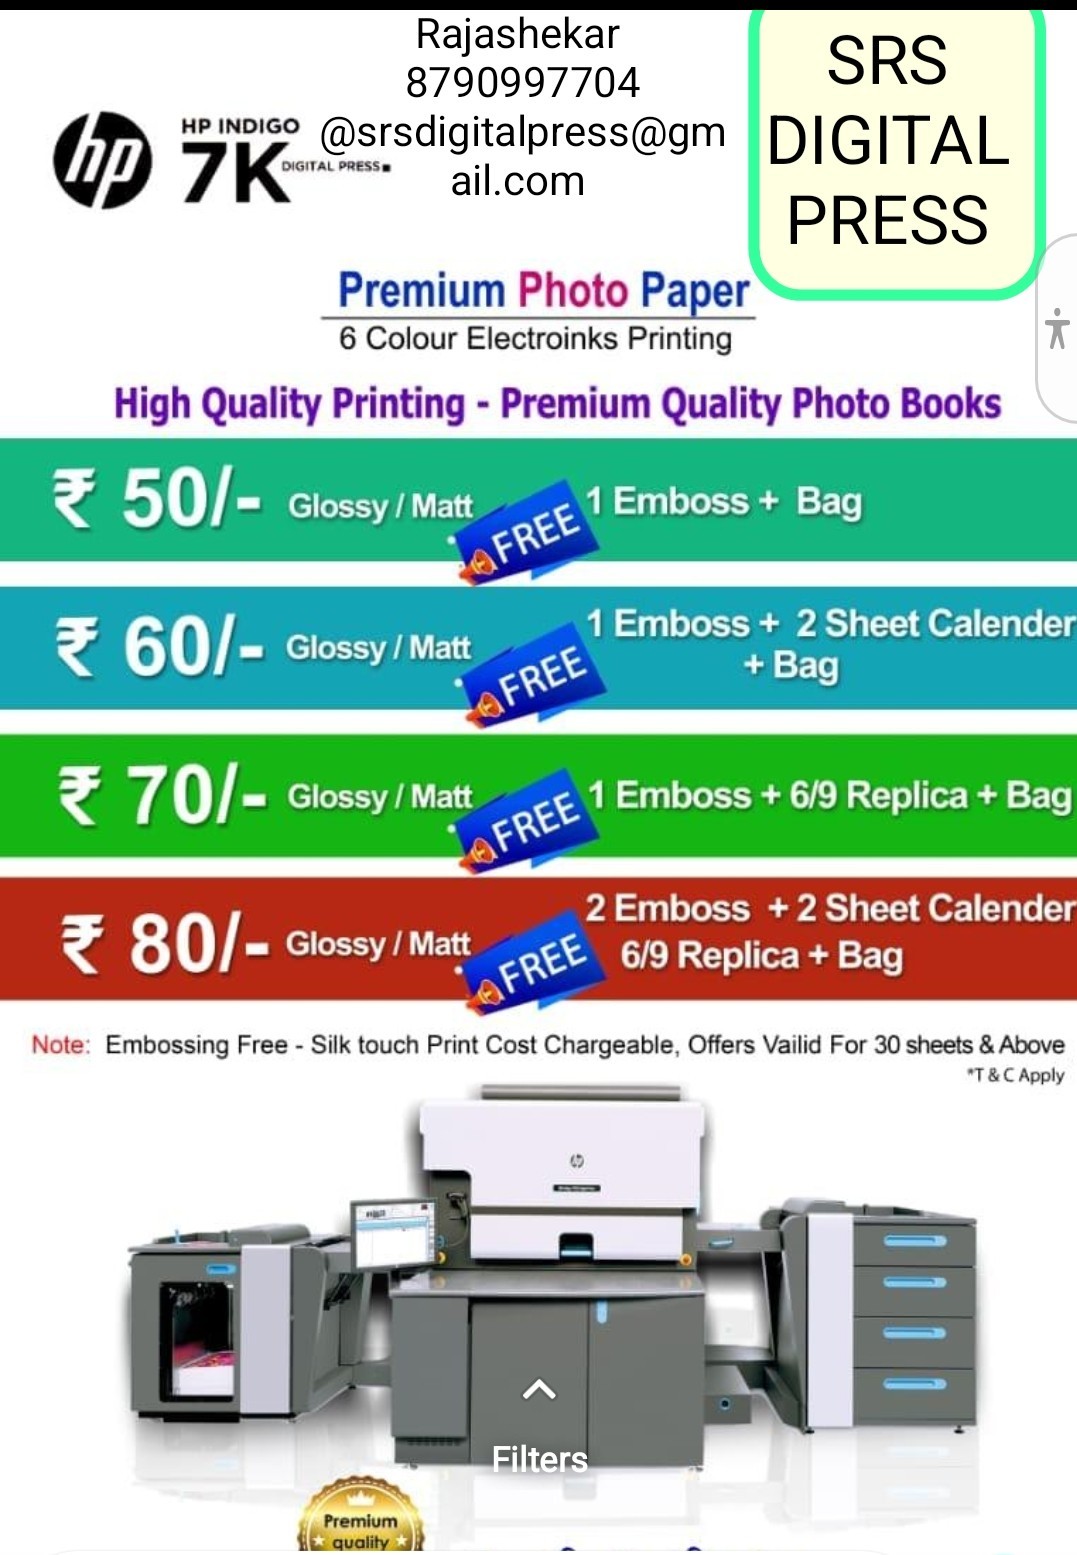 Rajashekar
8790997704
@srsdigitalpress@gm
ail.com
SRS
DIGITAL
PRESS
hp
HP INDIGO
7K DIGITAL PRESS
Premium Photo Paper
6 Colour Electroinks Printing
High Quality Printing - Premium Quality Photo Books
₹ 50/- Glossy / Matt FREE 1 Emboss + Bag
₹ 60/- Glossy / Matt FREE 1 Emboss + 2 Sheet Calender
+ Bag
₹ 70/- Glossy / Matt FREE 1 Emboss + 6/9 Replica + Bag
₹ 80/- Glossy / Matt FREE 2 Emboss + 2 Sheet Calender
6/9 Replica + Bag
Note: Embossing Free - Silk touch Print Cost Chargeable, Offers Vailid For 30 sheets & Above
*T & C Apply
hp
Filters
Premium
quality